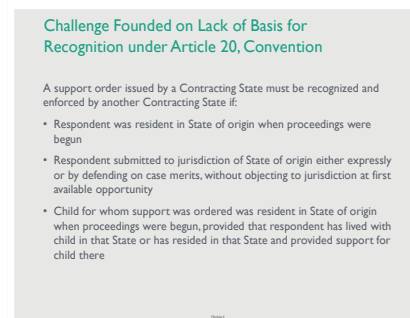 Challenge Founded on Lack of Basis for
Recognition under Article 20, Convention
A support order issued by a Contracting State must be recognized and
enforced by another Contracting State if:
• Respondent was resident in State of origin when proceedings were
begun
• Respondent submitted to jurisdiction of State of origin either expressly
or by defending on case merits, without objecting to jurisdiction at first
available opportunity
• Child for whom support was ordered was resident in State of origin
when proceedings were begun, provided that respondent has lived with
child in that State or has resided in that State and provided support for
child there